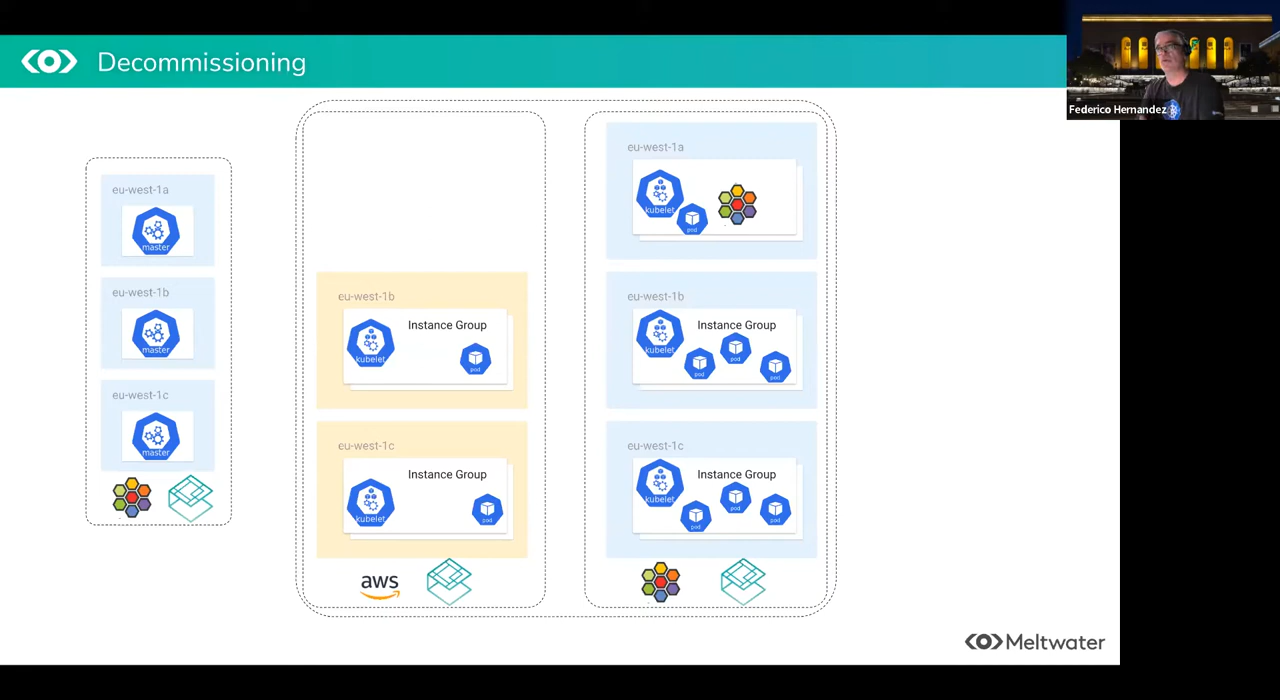 Decommissioning
Federico Hernandez
eu-west-1a
master
eu-west-1b
master
eu-west-1c
master
eu-west-1b
Instance Group
kubelet
pod
eu-west-1c
Instance Group
kubelet
pod
aws
eu-west-1a
kubelet
pod
eu-west-1b
Instance Group
kubelet
pod
pod
pod
eu-west-1c
Instance Group
kubelet
pod
pod
pod
Meltwater